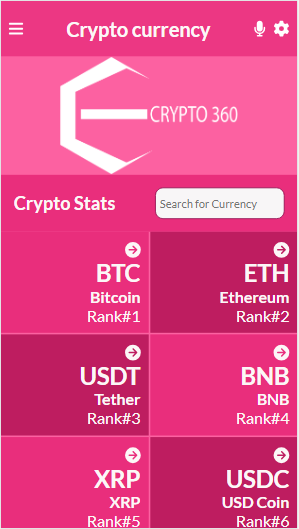 Crypto currency
CRYPTO 360
Crypto Stats
Search for Currency
BTC
Bitcoin
Rank#1
ETH
Ethereum
Rank#2
USDT
Tether
Rank#3
BNB
BNB
Rank#4
XRP
XRP
Rank#5
USDC
USD Coin
Rank#6